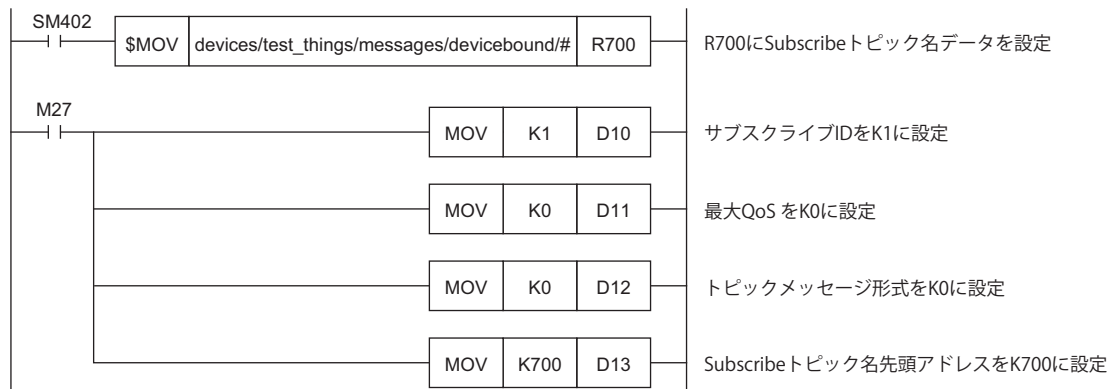 SM402
$MOV devices/test_things/messages/devicebound/# R700 R700にSubscribeトピック名データを設定
M27
MOV K1 D10 サブスクライブIDをK1に設定
MOV K0 D11 最大QoS をK0に設定
MOV K0 D12 トピックメッセージ形式をK0に設定
MOV K700 D13 Subscribeトピック名先頭アドレスをK700に設定